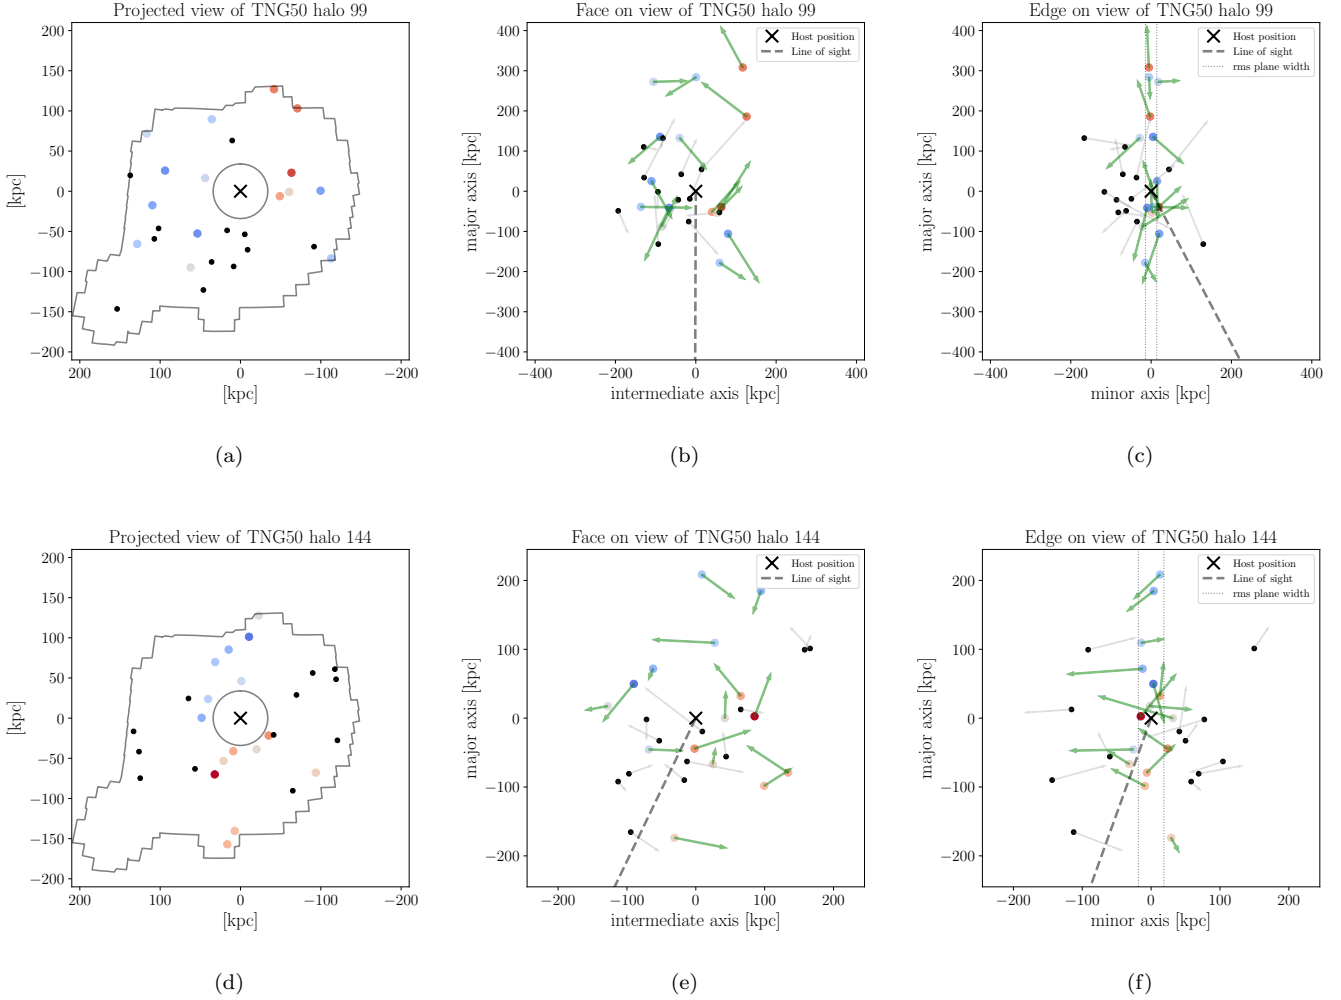 Projected view of TNG50 halo 99
200
150
100
50
0
−50
−100
−150
−200
[kpc]
200
100
0
−100
−200
[kpc]
(a)
Face on view of TNG50 halo 99
Host position
Line of sight
400
300
200
100
0
−100
−200
−300
−400
major axis [kpc]
−400
−200
0
200
400
intermediate axis [kpc]
(b)
Edge on view of TNG50 halo 99
Host position
Line of sight
rms plane width
400
300
200
100
0
−100
−200
−300
−400
major axis [kpc]
−400
−200
0
200
400
minor axis [kpc]
(c)
Projected view of TNG50 halo 144
200
150
100
50
0
−50
−100
−150
−200
[kpc]
200
100
0
−100
−200
[kpc]
(d)
Face on view of TNG50 halo 144
Host position
Line of sight
200
100
0
−100
−200
major axis [kpc]
−200
−100
0
100
200
intermediate axis [kpc]
(e)
Edge on view of TNG50 halo 144
Host position
Line of sight
rms plane width
200
100
0
−100
−200
major axis [kpc]
−200
−100
0
100
200
minor axis [kpc]
(f)